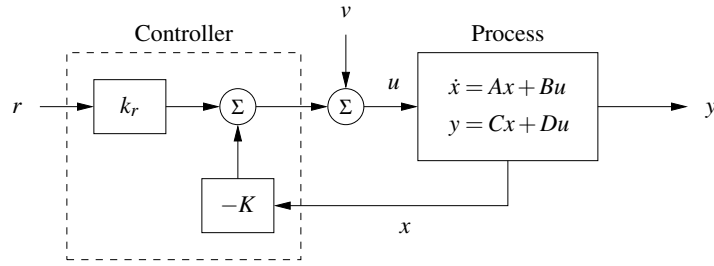 Controller
v
Process
r
k_r
Σ
Σ
u
ẋ = Ax + Bu
y = Cx + Du
y
−K
x